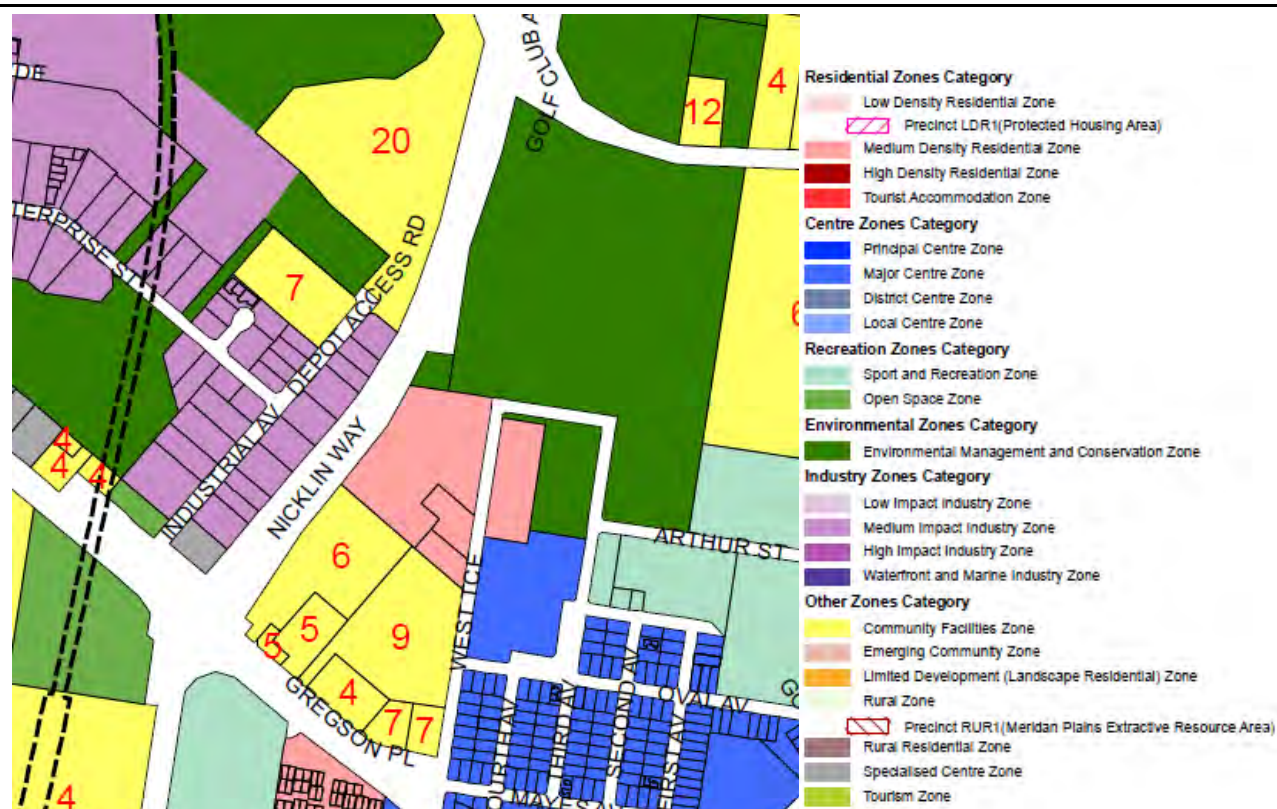 GOLF CLUB A
DE
4
12
20
TERPRISE ST
DEPOT ACCESS RD
7
6
INDUSTRIAL AV
NICKLIN WAY
4
4
4
ARTHUR ST
6
WEST ICE
5
9
5
4
GREGSON PL
7
7
OVAL AV
GO
OURTH AV
THIRD AV
SECOND AV
FIRST AV
4
Residential Zones Category
Low Density Residential Zone
Precinct LDR1(Protected Housing Area)
Medium Density Residential Zone
High Density Residential Zone
Tourist Accommodation Zone
Centre Zones Category
Principal Centre Zone
Major Centre Zone
District Centre Zone
Local Centre Zone
Recreation Zones Category
Sport and Recreation Zone
Open Space Zone
Environmental Zones Category
Environmental Management and Conservation Zone
Industry Zones Category
Low Impact Industry Zone
Medium Impact Industry Zone
High Impact Industry Zone
Waterfront and Marine Industry Zone
Other Zones Category
Community Facilities Zone
Emerging Community Zone
Limited Development (Landscape Residential) Zone
Rural Zone
Precinct RUR1(Meridan Plains Extractive Resource Area)
Rural Residential Zone
Specialised Centre Zone
Tourism Zone